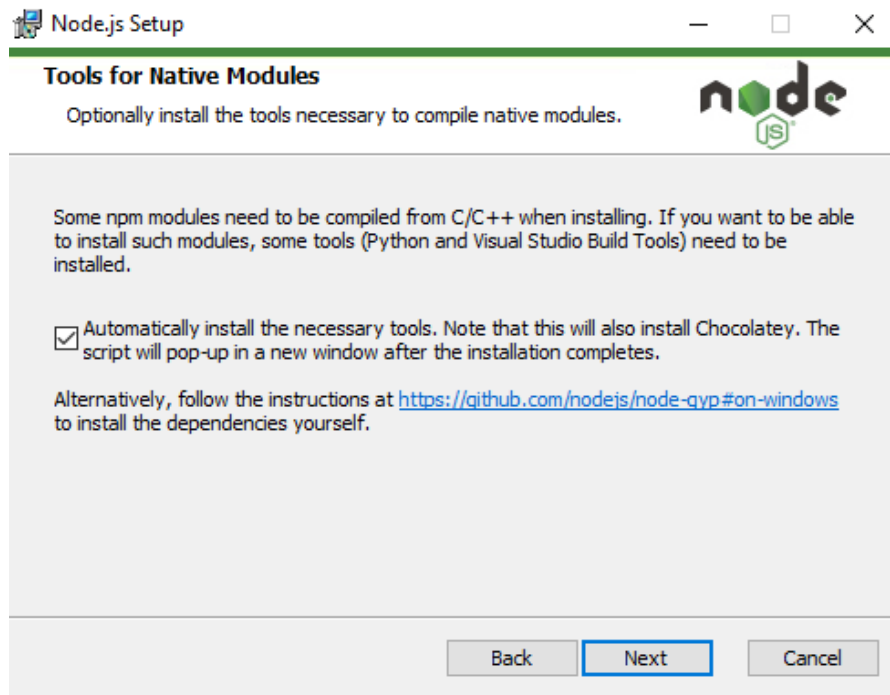 Node.js Setup
Tools for Native Modules
Optionally install the tools necessary to compile native modules.
node
JS
Some npm modules need to be compiled from C/C++ when installing. If you want to be able
to install such modules, some tools (Python and Visual Studio Build Tools) need to be
installed.
Automatically install the necessary tools. Note that this will also install Chocolatey. The
script will pop-up in a new window after the installation completes.
Alternatively, follow the instructions at https://github.com/nodejs/node-gyp#on-windows
to install the dependencies yourself.
Back
Next
Cancel